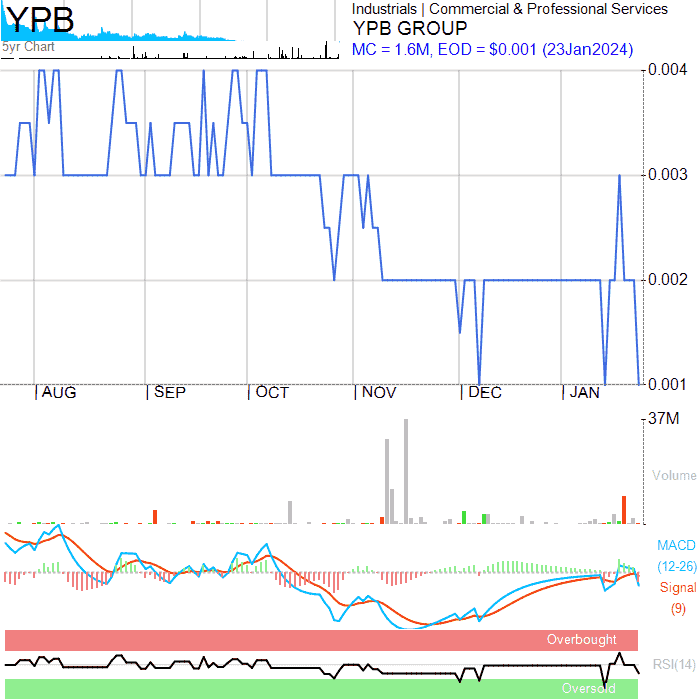 YPB
5yr Chart
Industrials | Commercial & Professional Services
YPB GROUP
MC = 1.6M, EOD = $0.001 (23Jan2024)
0.004
0.003
0.002
0.001
| AUG | SEP | OCT | NOV | DEC | JAN
37M
Volume
MACD
(12-26)
Signal
(9)
Overbought
RSI(14)
Oversold